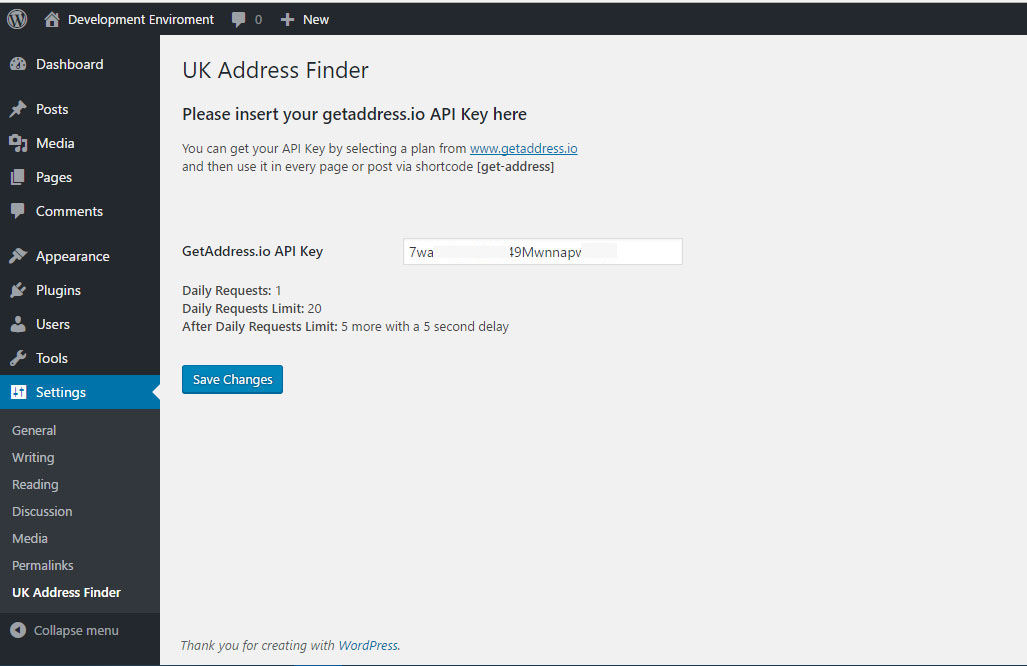 Development Enviroment 0 New
Dashboard
Posts
Media
Pages
Comments
Appearance
Plugins
Users
Tools
Settings
General
Writing
Reading
Discussion
Media
Permalinks
UK Address Finder
Collapse menu
UK Address Finder
Please insert your getaddress.io API Key here
You can get your API Key by selecting a plan from www.getaddress.io
and then use it in every page or post via shortcode [get-address]
GetAddress.io API Key
Daily Requests: 1
Daily Requests Limit: 20
After Daily Requests Limit: 5 more with a 5 second delay
Save Changes
Thank you for creating with WordPress.